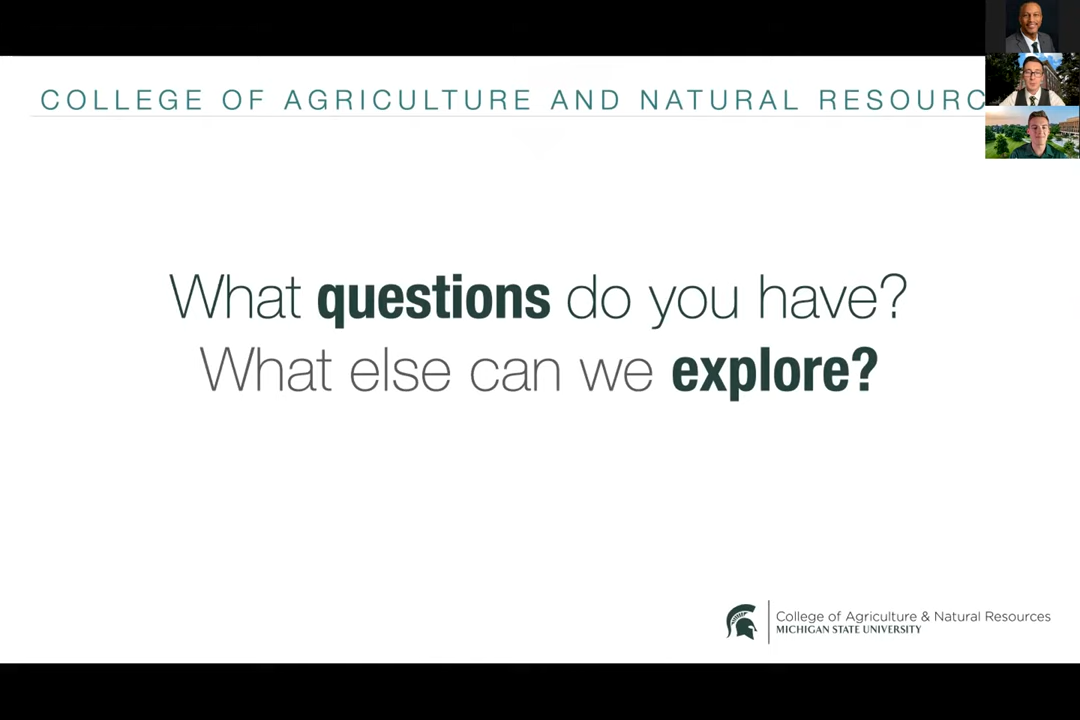 COLLEGE OF AGRICULTURE AND NATURAL RESOURC
What questions do you have?
What else can we explore?
College of Agriculture & Natural Resources
MICHIGAN STATE UNIVERSITY